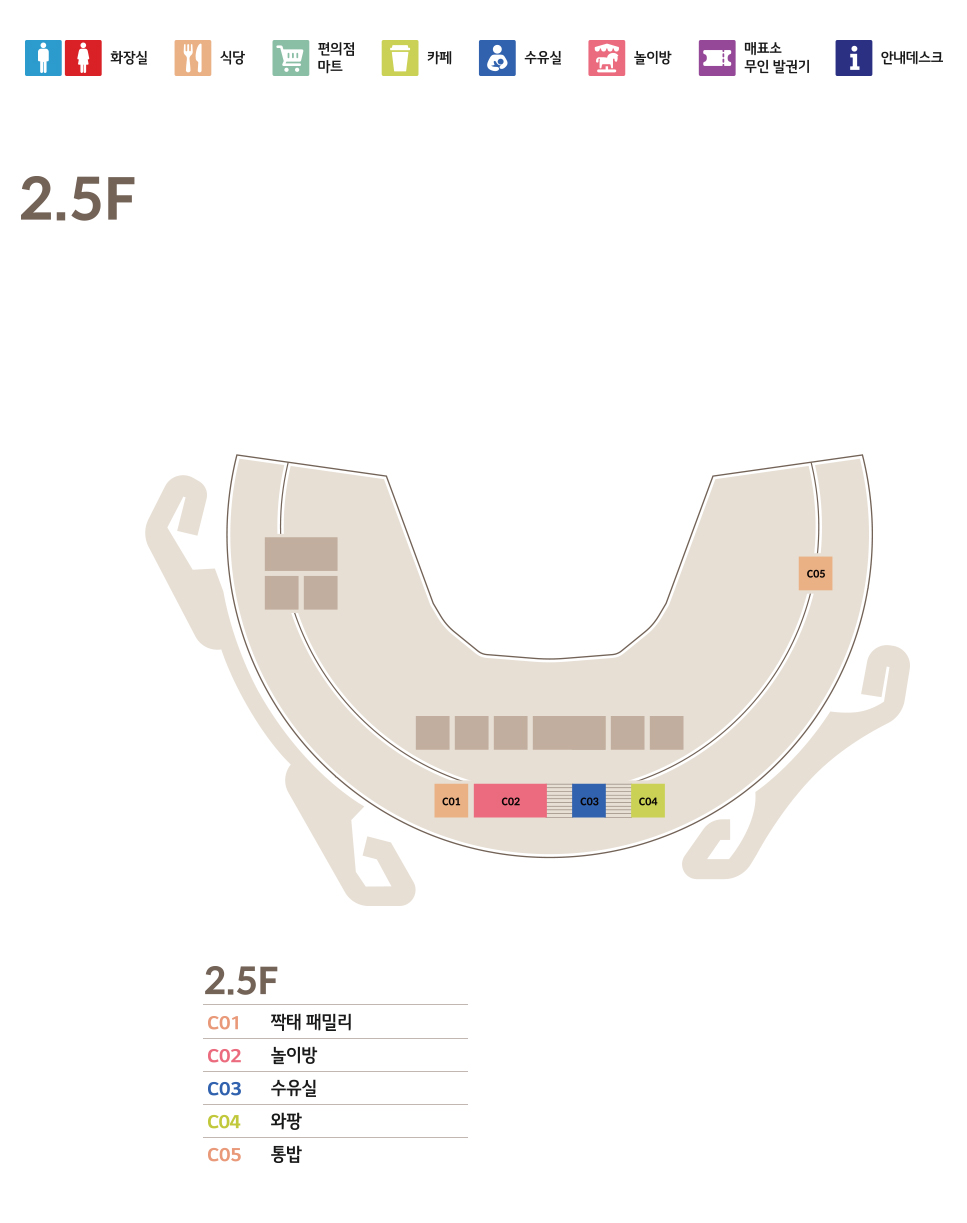 화장실
식당
편의점
마트
카페
수유실
놀이방
매표소
무인 발권기
안내데스크
2.5F
C05
C01
C02
C03
C04
2.5F
C01 짝태 패밀리
C02 놀이방
C03 수유실
C04 와팡
C05 통밥